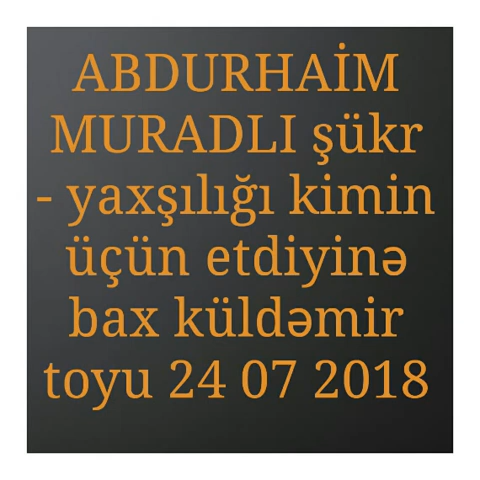 ABDURHAİM
MURADLI şükr
- yaxşılığı kimin
üçün etdiyinə
bax küldəmir
toyu 24 07 2018